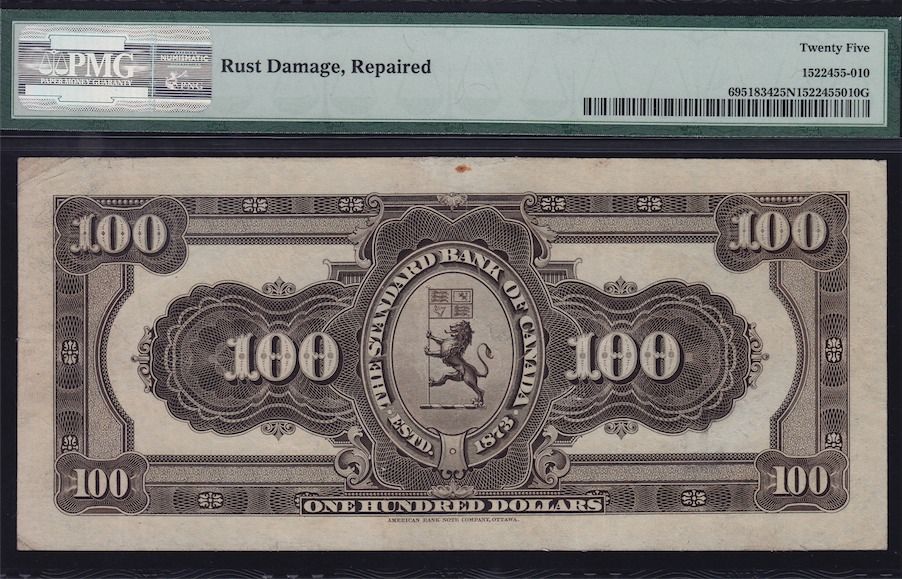 PMG
PAPER MONEY GUARANTY
NUMISMATIC
PNG
Rust Damage, Repaired
Twenty Five
1522455-010
695183425N1522455010G
100
100
THE STANDARD BANK OF CANADA
100
100
ESTD. 1873
100
100
ONE HUNDRED DOLLARS
AMERICAN BANK NOTE COMPANY, OTTAWA.